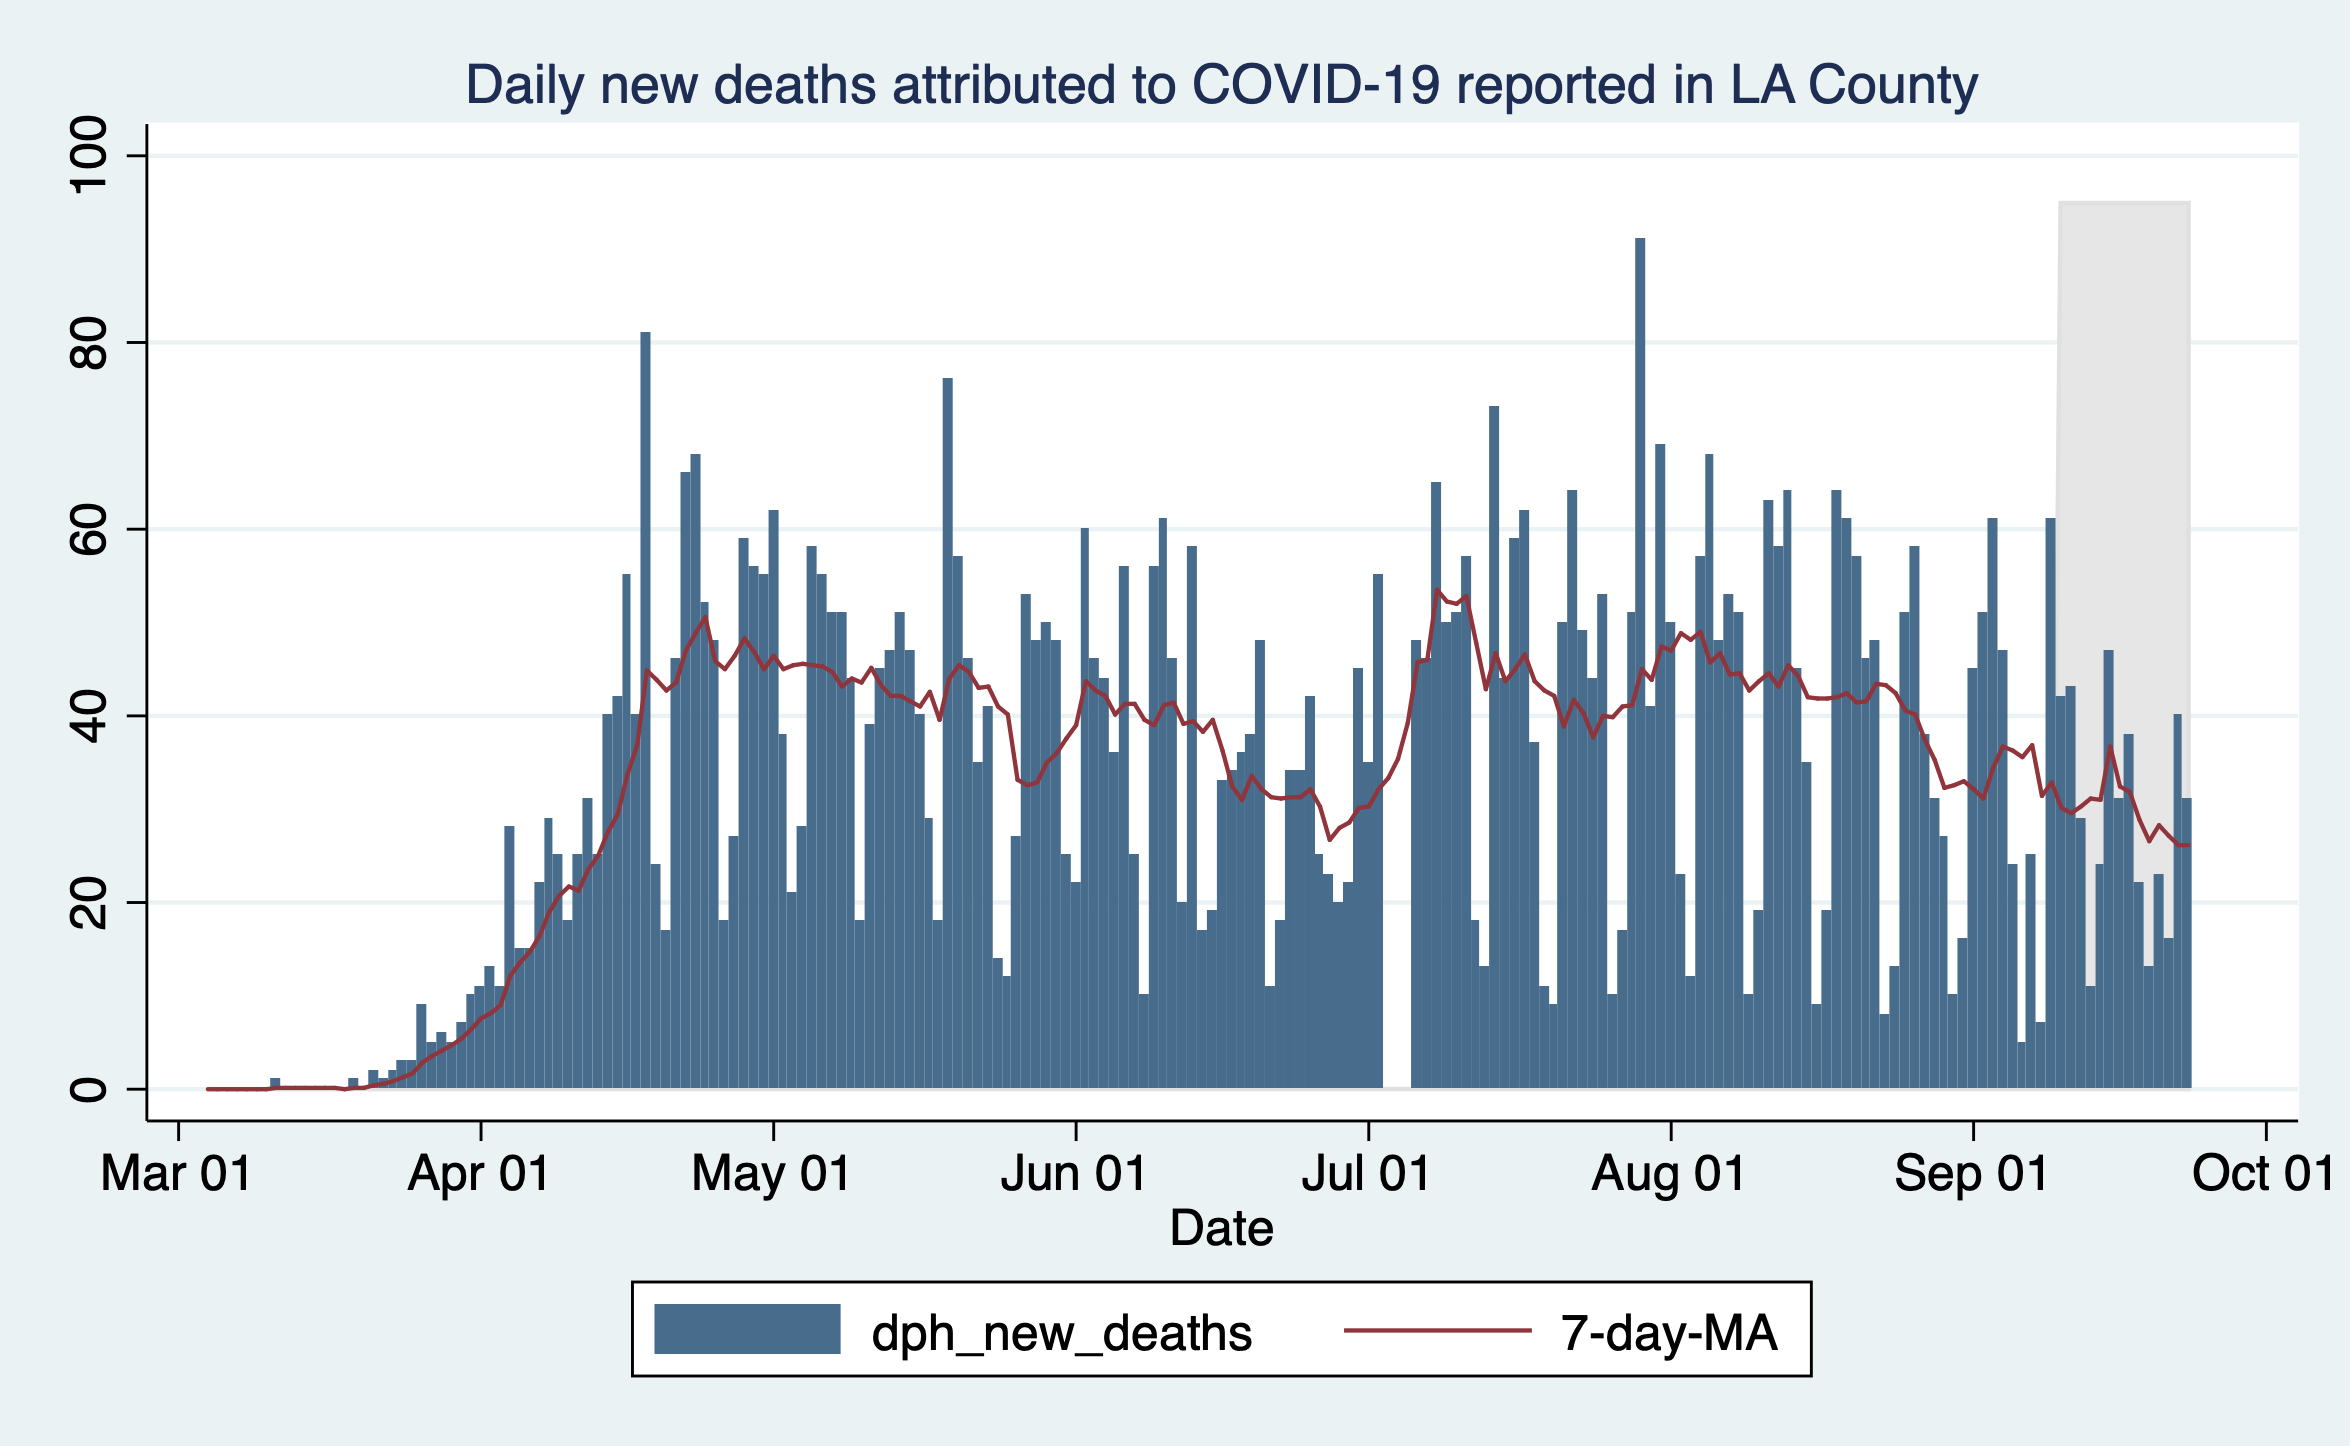 Daily new deaths attributed to COVID-19 reported in LA County
100
80
60
40
20
0
Mar 01 Apr 01 May 01 Jun 01 Jul 01 Aug 01 Sep 01 Oct 01
Date
dph_new_deaths 7-day-MA